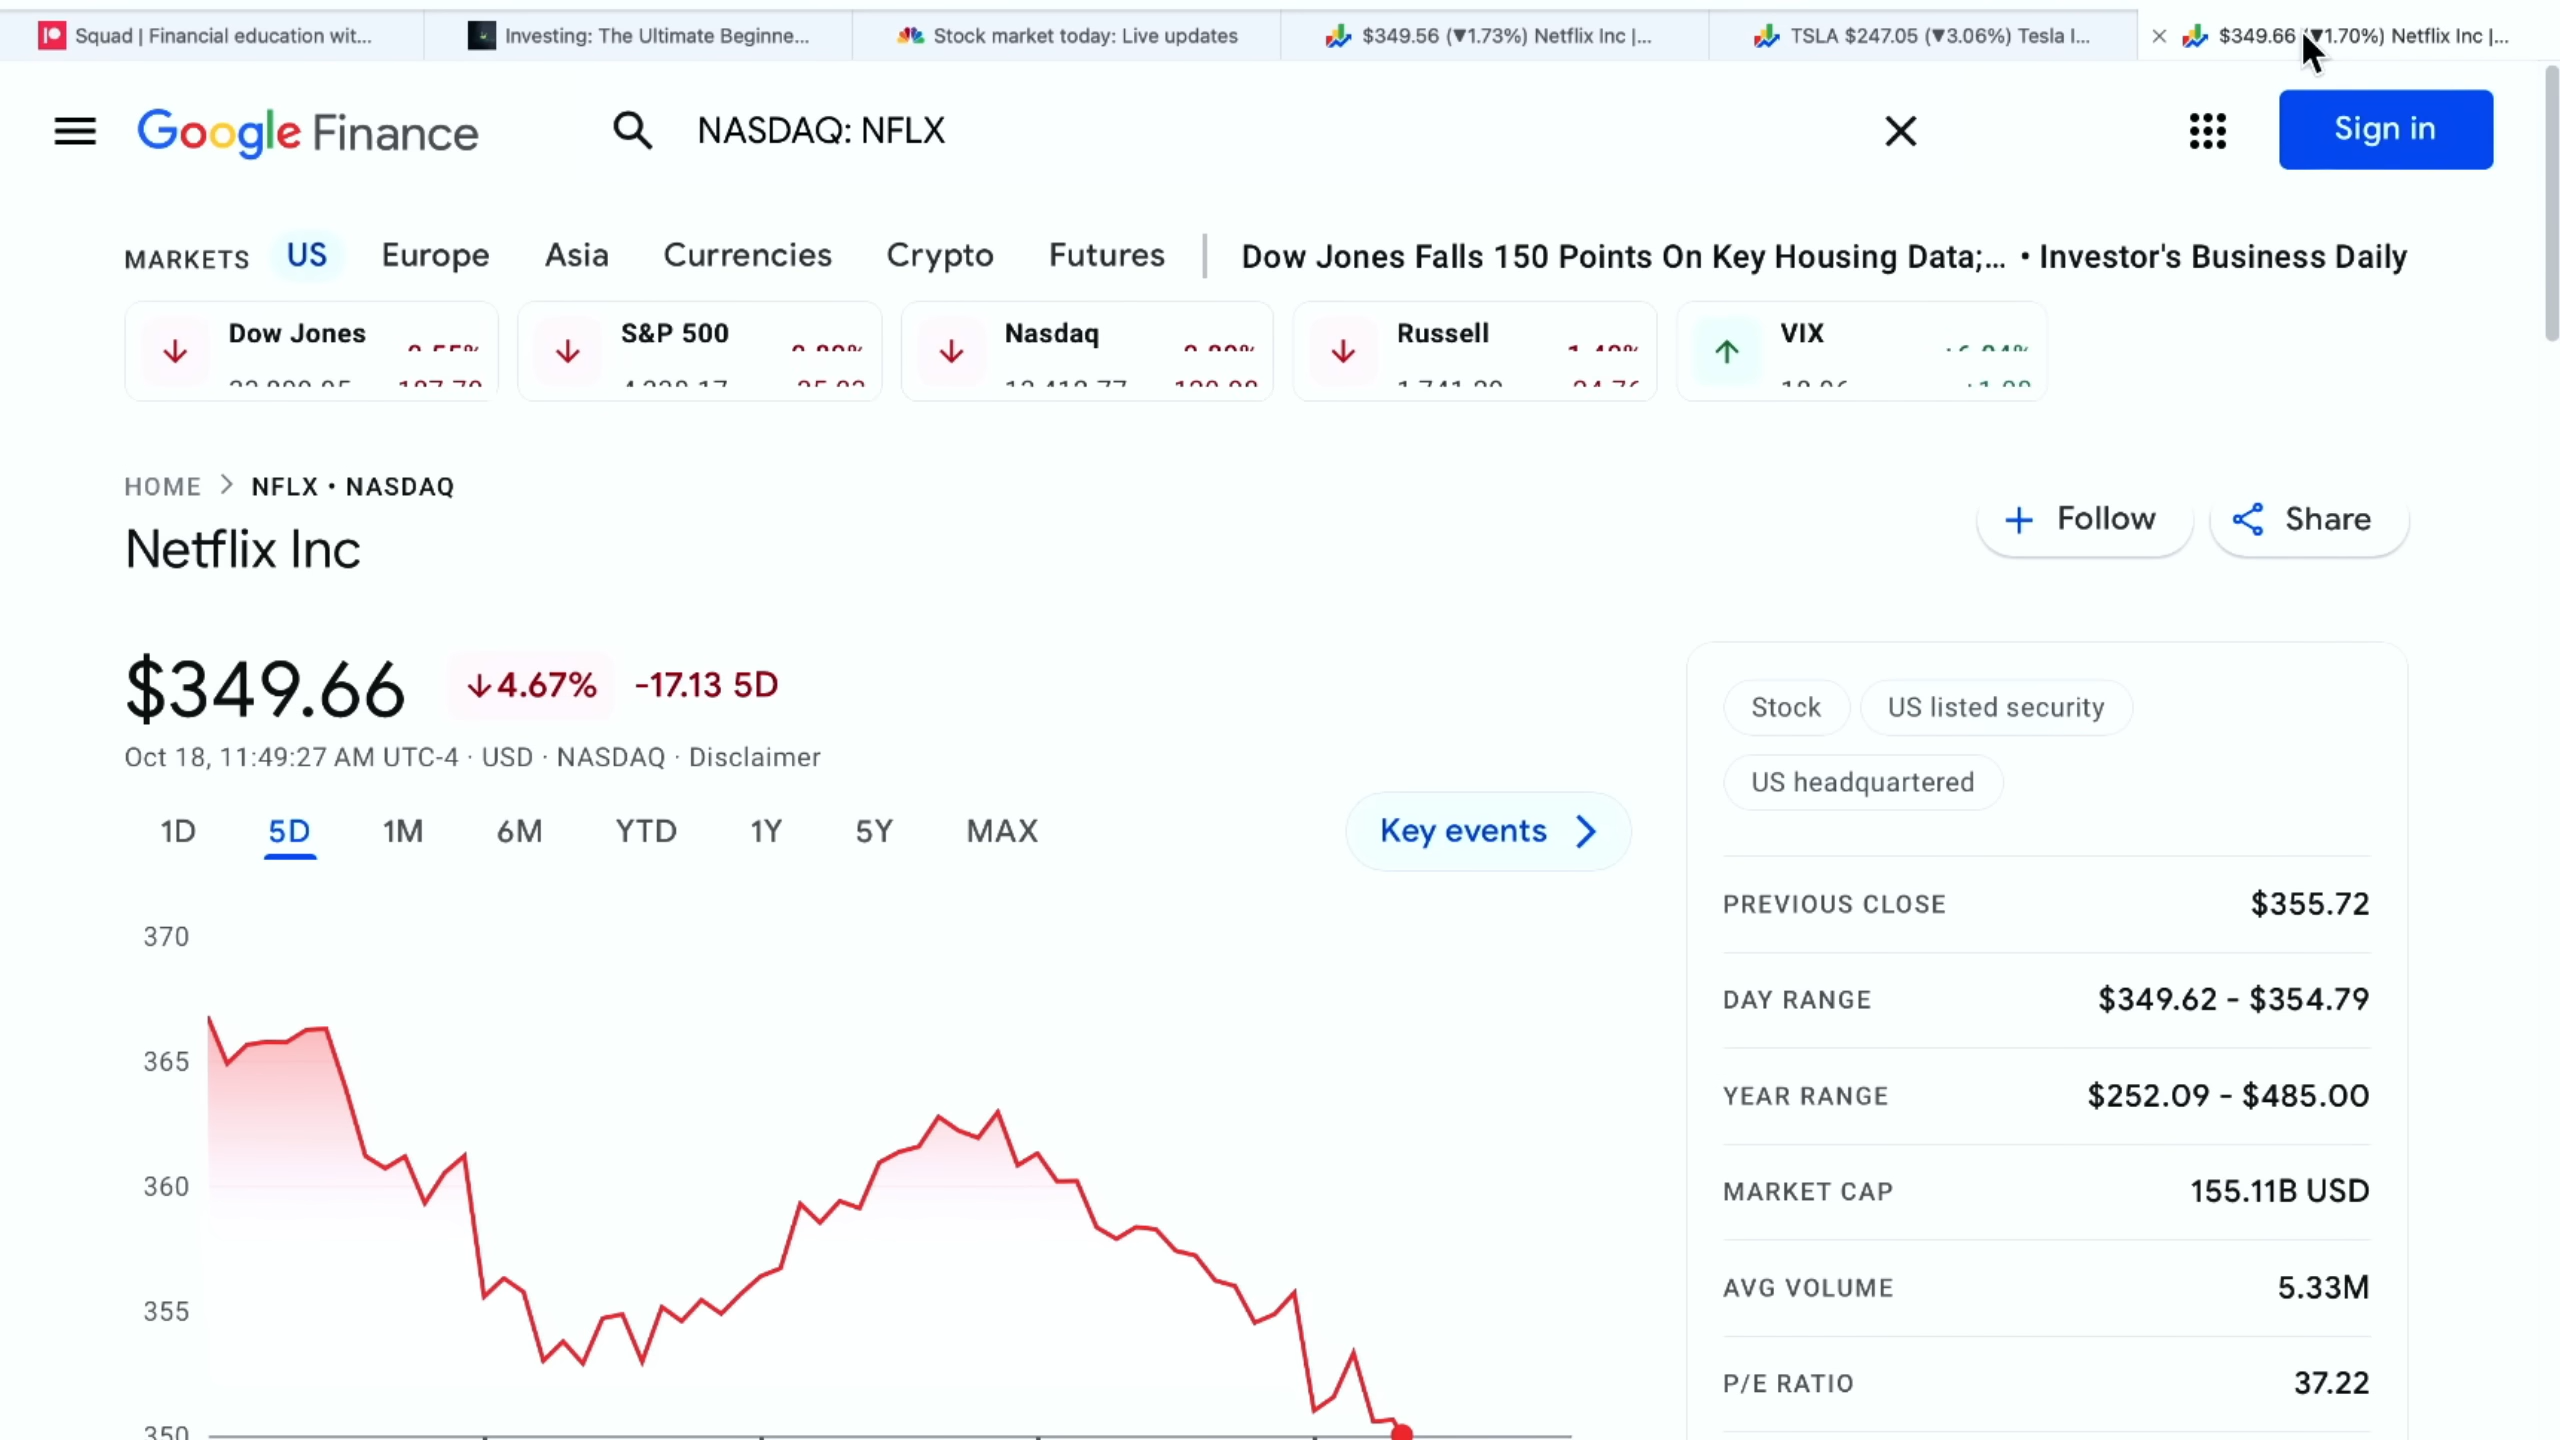 Squad | Financial education wit...
Investing: The Ultimate Beginne...
Stock market today: Live updates
$349.56 (▼1.73%) Netflix Inc |...
TSLA $247.05 (▼3.06%) Tesla I...
$349.66 (▼1.70%) Netflix Inc |...
Google Finance
NASDAQ: NFLX
Sign in
MARKETS
US
Europe
Asia
Currencies
Crypto
Futures
Dow Jones Falls 150 Points On Key Housing Data;... • Investor's Business Daily
Dow Jones
S&P 500
Nasdaq
Russell
VIX
HOME > NFLX • NASDAQ
Netflix Inc
Follow
Share
$349.66
↓4.67%
-17.13 5D
Oct 18, 11:49:27 AM UTC-4 · USD · NASDAQ · Disclaimer
1D
5D
1M
6M
YTD
1Y
5Y
MAX
Key events
370
365
360
355
350
Stock
US listed security
US headquartered
PREVIOUS CLOSE
$355.72
DAY RANGE
$349.62 - $354.79
YEAR RANGE
$252.09 - $485.00
MARKET CAP
155.11B USD
AVG VOLUME
5.33M
P/E RATIO
37.22